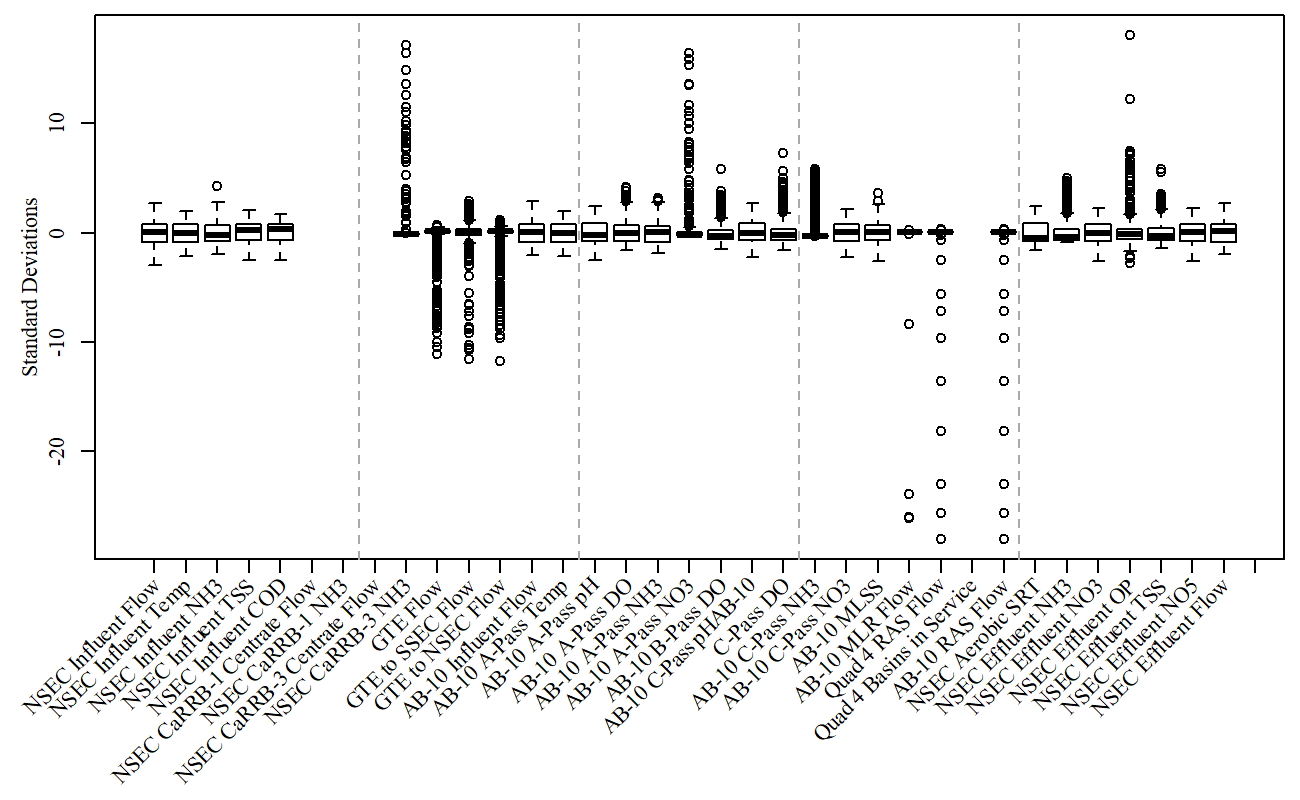 Standard Deviations
10
0
-10
-20
NSEC Influent Flow
NSEC Influent Temp
NSEC Influent NH3
NSEC Influent TSS
NSEC Influent COD
NSEC CaRRB-1 Centrate Flow
NSEC CaRRB-1 NH3
NSEC CaRRB-3 Centrate Flow
NSEC CaRRB-3 NH3
GTE Flow
GTE to SSEC Flow
GTE to NSEC Flow
AB-10 Influent Flow
AB-10 A-Pass Temp
AB-10 A-Pass pH
AB-10 A-Pass DO
AB-10 A-Pass NH3
AB-10 A-Pass NO3
AB-10 B-Pass DO
AB-10 C-PasspHAB-10
C-Pass DO
AB-10 C-Pass NH3
AB-10 C-Pass NO3
AB-10 MLSS
AB-10 MLR Flow
Quad 4 RAS Flow
Quad 4 Basins in Service
AB-10 RAS Flow
NSEC Aerobic SRT
NSEC Effluent NH3
NSEC Effluent NO3
NSEC Effluent OP
NSEC Effluent TSS
NSEC Effluent NO5
NSEC Effluent Flow